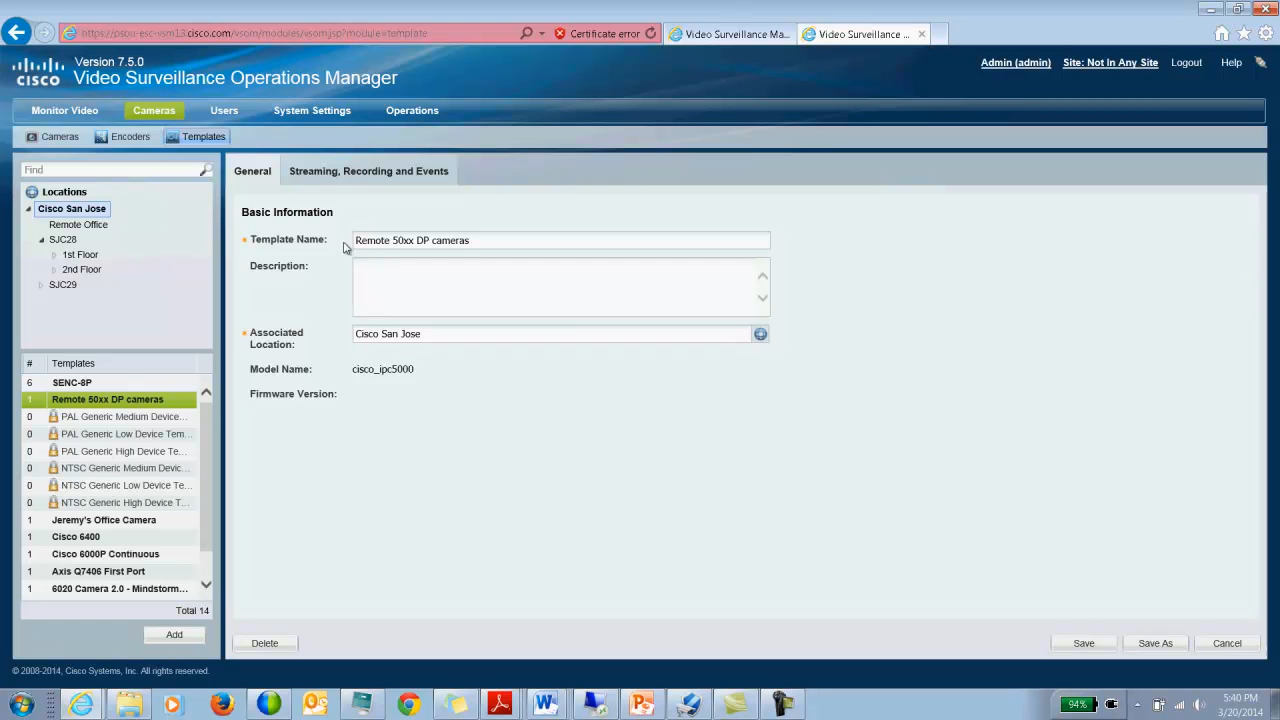 https://psou-esc-vsm13.cisco.com/vsom/modules/vsom.jsp?module=template
Certificate error
Video Surveillance Ma...
Video Surveillance ...
cisco
Version 7.5.0
Video Surveillance Operations Manager
Admin (admin)
Site: Not In Any Site
Logout
Help
Monitor Video
Cameras
Users
System Settings
Operations
Cameras
Encoders
Templates
Find
Locations
Cisco San Jose
Remote Office
SJC28
1st Floor
2nd Floor
SJC29
# Templates
6 SENC-8P
1 Remote 50xx DP cameras
0 PAL Generic Medium Device...
0 PAL Generic Low Device Tem...
0 PAL Generic High Device Te...
0 NTSC Generic Medium Devic...
0 NTSC Generic Low Device Te...
0 NTSC Generic High Device T...
1 Jeremy's Office Camera
1 Cisco 6400
1 Cisco 6000P Continuous
1 Axis Q7406 First Port
1 6020 Camera 2.0 - Mindstorm...
Total 14
Add
General
Streaming, Recording and Events
Basic Information
Template Name: Remote 50xx DP cameras
Description:
Associated
Location:
Cisco San Jose
Model Name: cisco_ipc5000
Firmware Version:
Delete
Save
Save As
Cancel
© 2008-2014, Cisco Systems, Inc. All rights reserved.
94%
5:40 PM
3/20/2014